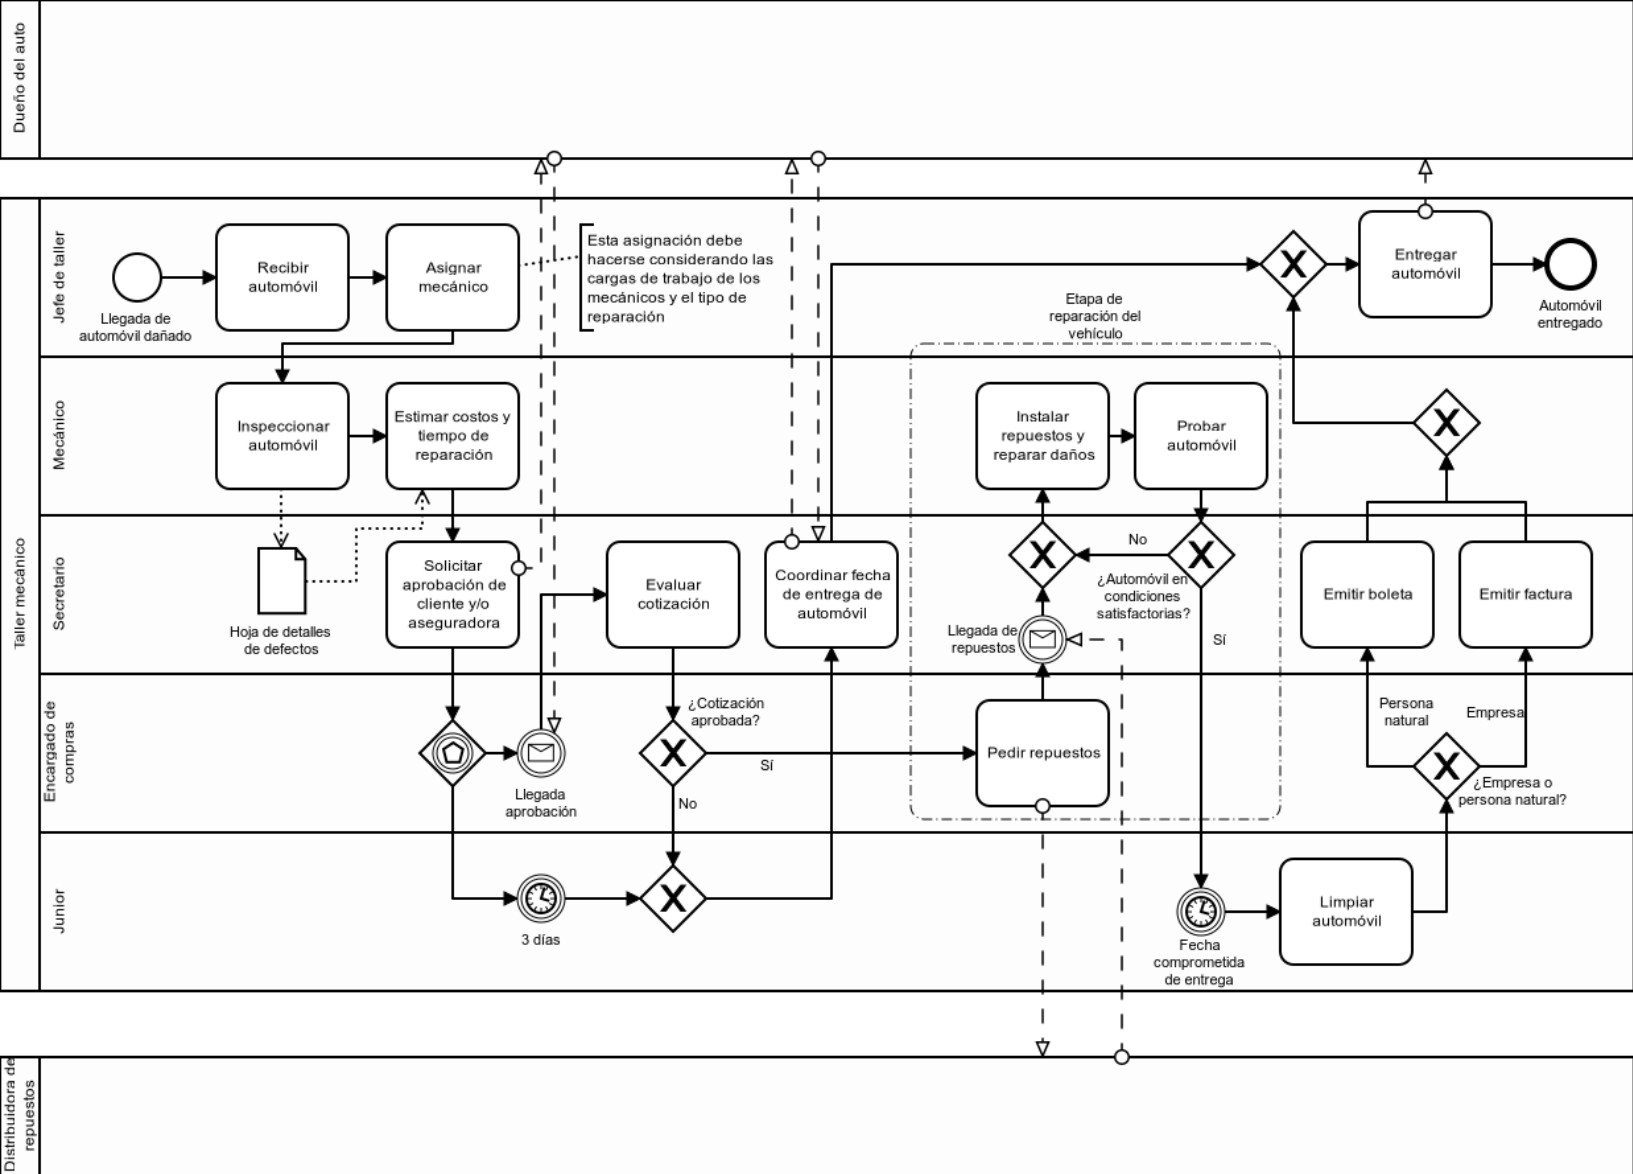 Dueño del auto
Taller mecánico
Jefe de taller
Llegada de
automóvil dañado
Recibir
automóvil
Asignar
mecánico
Esta asignación debe
hacerse considerando las
cargas de trabajo de los
mecánicos y el tipo de
reparación
Etapa de
reparación del
vehículo
Entregar
automóvil
Automóvil
entregado
Mecánico
Inspeccionar
automóvil
Estimar costos y
tiempo de
reparación
Instalar
repuestos y
reparar daños
Probar
automóvil
Secretario
Hoja de detalles
de defectos
Solicitar
aprobación de
cliente y/o
aseguradora
Evaluar
cotización
Coordinar fecha
de entrega de
automóvil
No
¿Automóvil en
condiciones
satisfactorias?
Llegada de
repuestos
Sí
Emitir boleta
Emitir factura
Encargado de
compras
Llegada
aprobación
¿Cotización
aprobada?
Sí
No
Pedir repuestos
Persona
natural
Empresa
¿Empresa o
persona natural?
Junior
3 días
Fecha
comprometida
de entrega
Limpiar
automóvil
Distribuidora de
repuestos